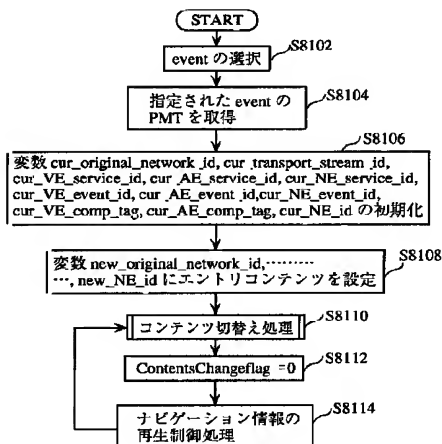 START
S8102
event の選択
S8104
指定された event の
PMT を取得
S8106
変数 cur_original_network_id, cur_transport_stream_id,
cur_VE_service_id, cur_AE_service_id, cur_NE_service_id,
cur_VE_event_id, cur_AE_event_id,cur_NE_event_id,
cur_VE_comp_tag, cur_AE_comp_tag, cur_NE_id の初期化
S8108
変数 new_original_network_id,………
…, new_NE_id にエントリコンテンツを設定
S8110
コンテンツ切替え処理
S8112
ContentsChangeflag =0
S8114
ナビゲーション情報の
再生制御処理